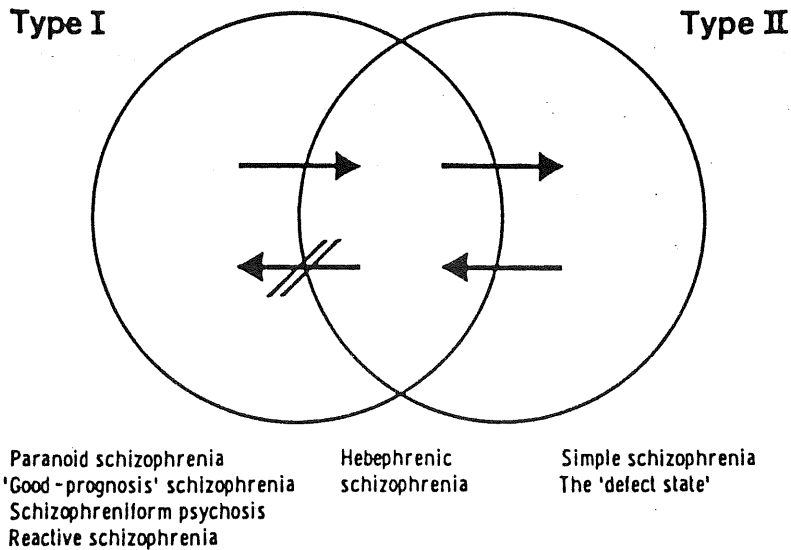 Type I
Type II
Paranoid schizophrenia
'Good-prognosis' schizophrenia
Schizophreniform psychosis
Reactive schizophrenia
Hebephrenic
schizophrenia
Simple schizophrenia
The 'defect state'